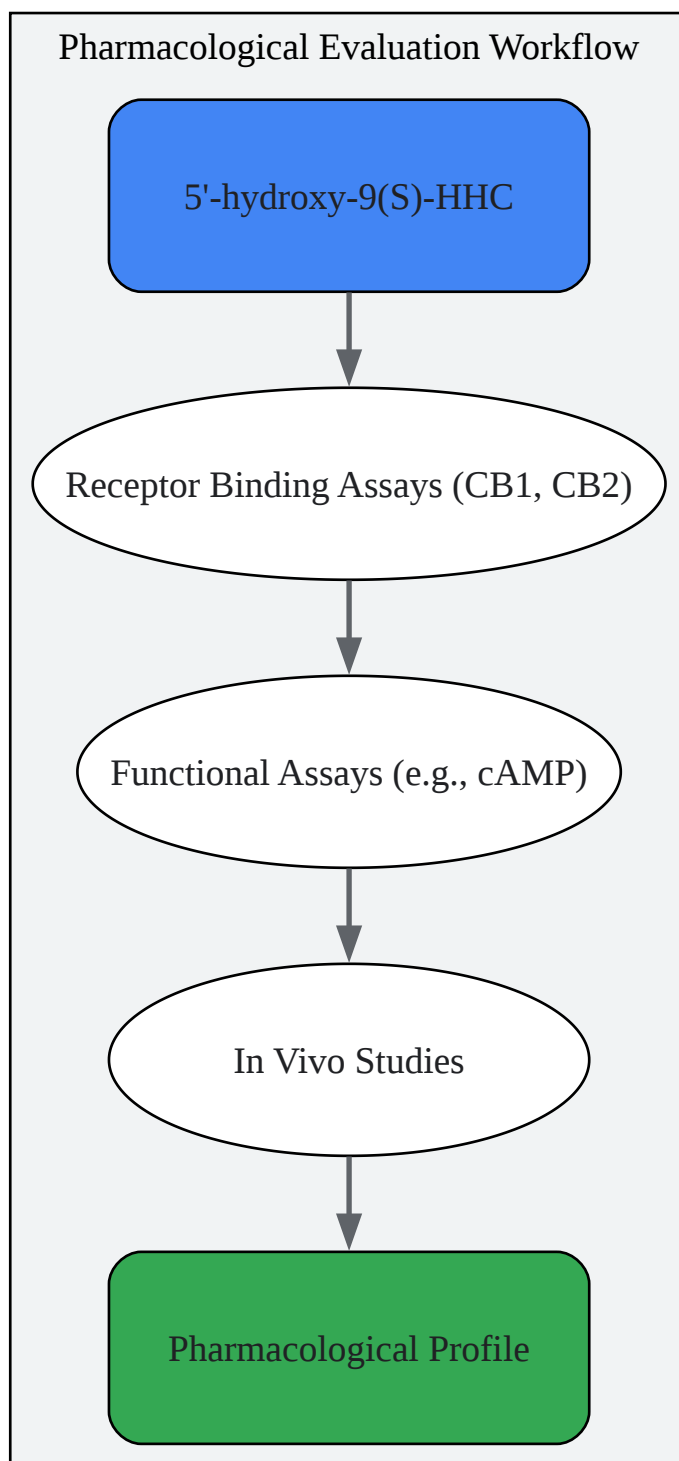 Pharmacological Evaluation Workflow
5'-hydroxy-9(S)-HHC
Receptor Binding Assays (CB1, CB2)
Functional Assays (e.g., cAMP)
In Vivo Studies
Pharmacological Profile